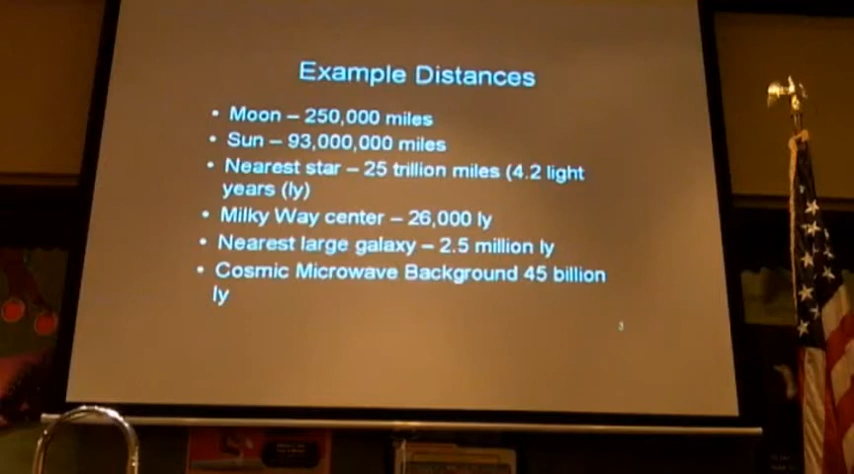 Example Distances
• Moon – 250,000 miles
• Sun – 93,000,000 miles
• Nearest star – 25 trillion miles (4.2 light
years (ly)
• Milky Way center – 26,000 ly
• Nearest large galaxy – 2.5 million ly
• Cosmic Microwave Background 45 billion
ly
3